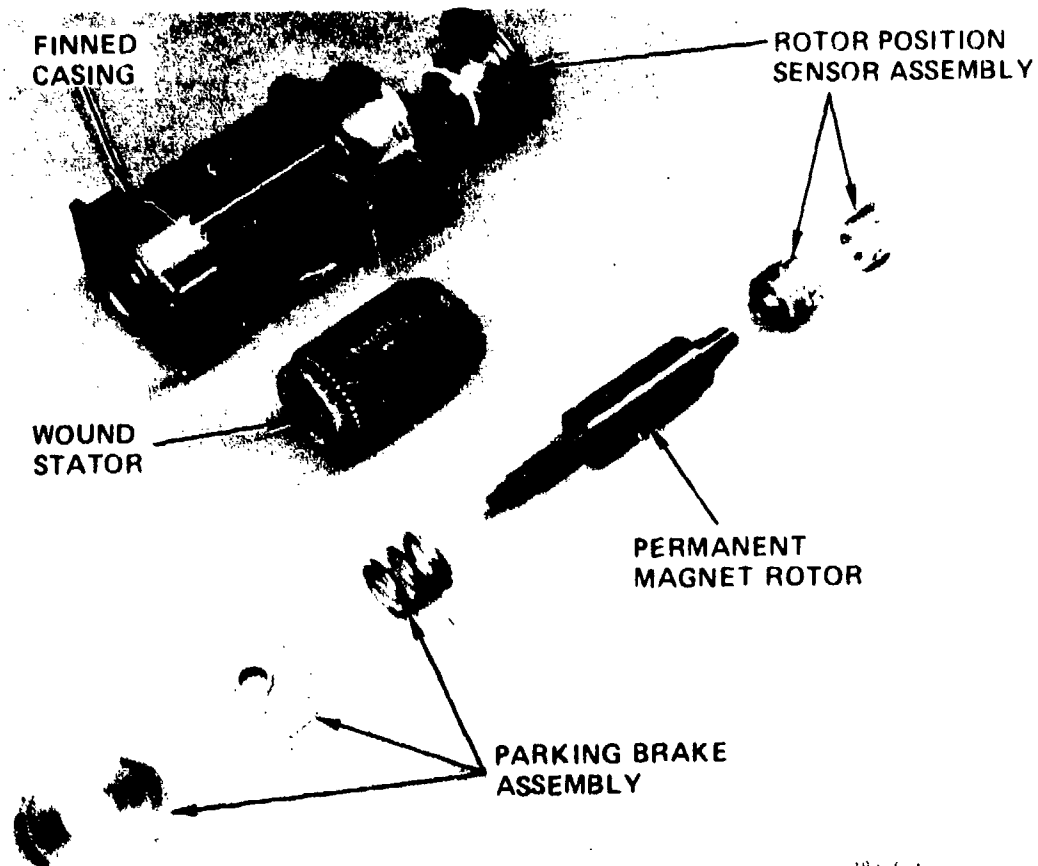 FINNED
CASING
ROTOR POSITION
SENSOR ASSEMBLY
WOUND
STATOR
PERMANENT
MAGNET ROTOR
PARKING BRAKE
ASSEMBLY